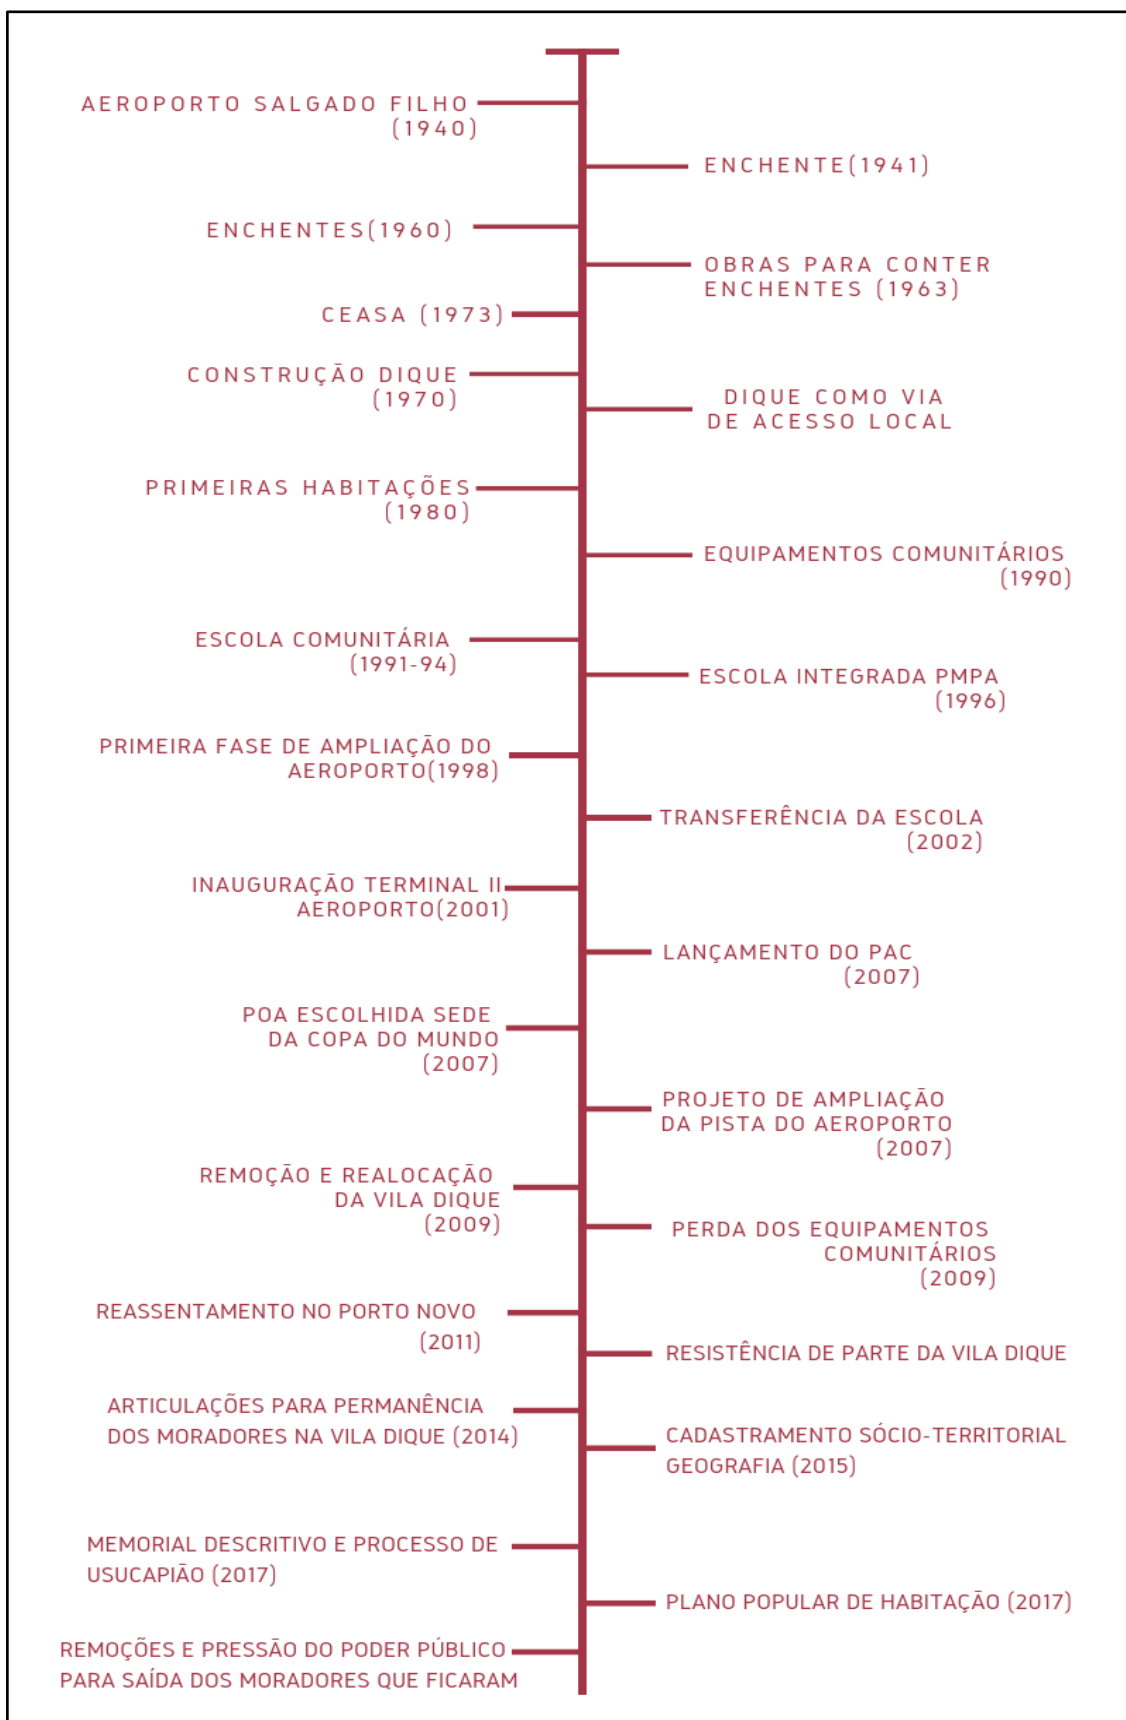 AEROPORTO SALGADO FILHO
(1940)
ENCHENTE(1941)
ENCHENTES(1960)
OBRAS PARA CONTER
ENCHENTES (1963)
CEASA (1973)
CONSTRUÇÃO DIQUE
(1970)
DIQUE COMO VIA
DE ACESSO LOCAL
PRIMEIRAS HABITAÇÕES
(1980)
EQUIPAMENTOS COMUNITÁRIOS
(1990)
ESCOLA COMUNITÁRIA
(1991-94)
ESCOLA INTEGRADA PMPA
(1996)
PRIMEIRA FASE DE AMPLIAÇÃO DO
AEROPORTO(1998)
TRANSFERÊNCIA DA ESCOLA
(2002)
INAUGURAÇÃO TERMINAL II
AEROPORTO(2001)
LANÇAMENTO DO PAC
(2007)
POA ESCOLHIDA SEDE
DA COPA DO MUNDO
(2007)
PROJETO DE AMPLIAÇÃO
DA PISTA DO AEROPORTO
(2007)
REMOÇÃO E REALOCAÇÃO
DA VILA DIQUE
(2009)
PERDA DOS EQUIPAMENTOS
COMUNITÁRIOS
(2009)
REASSENTAMENTO NO PORTO NOVO
(2011)
RESISTÊNCIA DE PARTE DA VILA DIQUE
ARTICULAÇÕES PARA PERMANÊNCIA
DOS MORADORES NA VILA DIQUE (2014)
CADASTRAMENTO SÓCIO-TERRITORIAL
GEOGRAFIA (2015)
MEMORIAL DESCRITIVO E PROCESSO DE
USUCAPIÃO (2017)
PLANO POPULAR DE HABITAÇÃO (2017)
REMOÇÕES E PRESSÃO DO PODER PÚBLICO
PARA SAÍDA DOS MORADORES QUE FICARAM